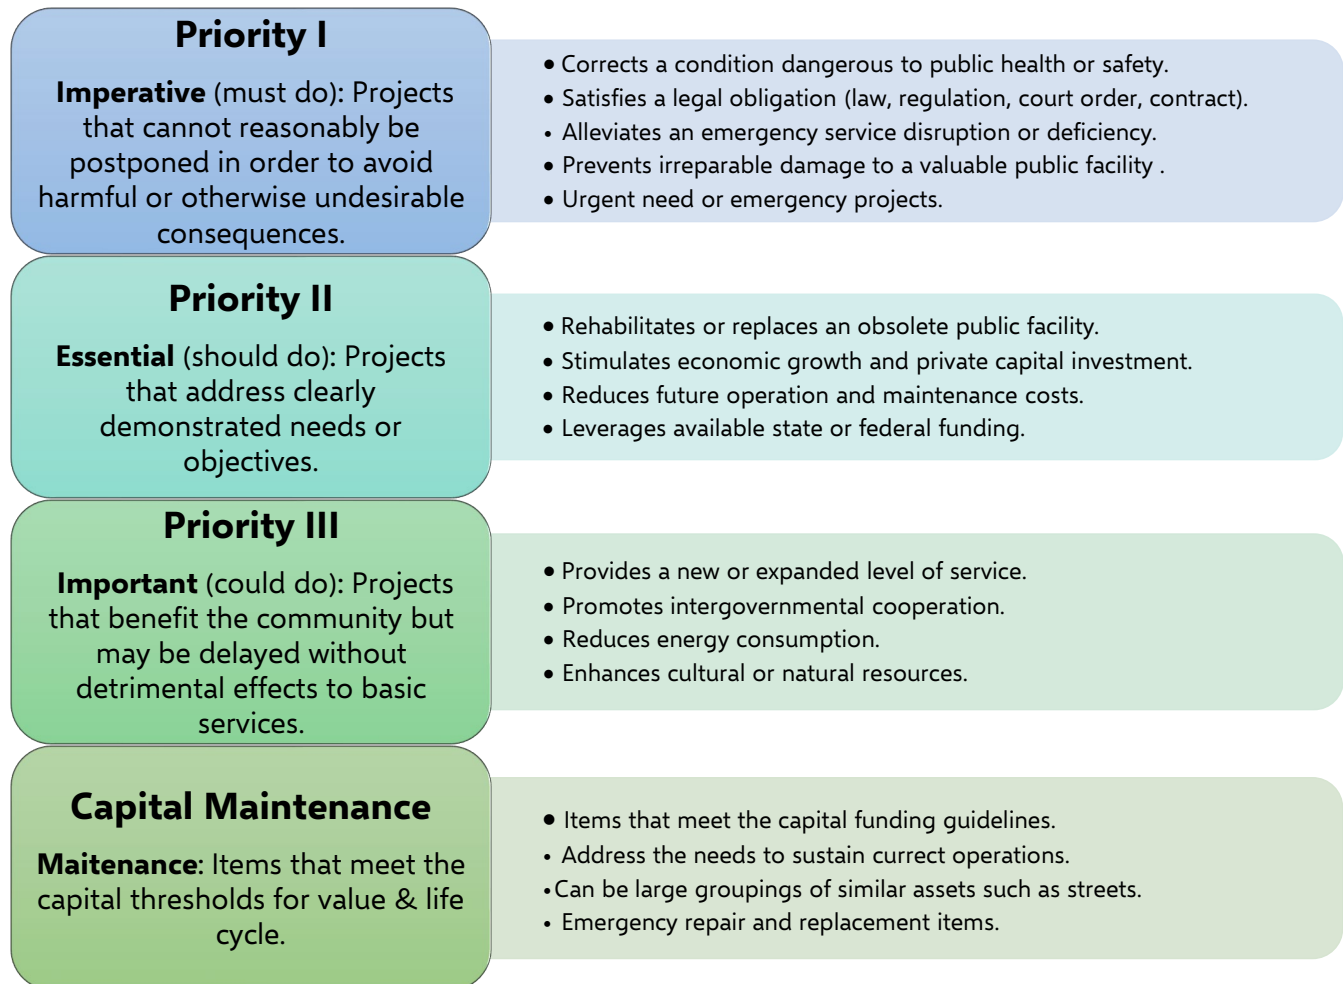 Priority I
Imperative (must do): Projects
that cannot reasonably be
postponed in order to avoid
harmful or otherwise undesirable
consequences.
• Corrects a condition dangerous to public health or safety.
• Satisfies a legal obligation (law, regulation, court order, contract).
• Alleviates an emergency service disruption or deficiency.
• Prevents irreparable damage to a valuable public facility .
• Urgent need or emergency projects.
Priority II
Essential (should do): Projects
that address clearly
demonstrated needs or
objectives.
• Rehabilitates or replaces an obsolete public facility.
• Stimulates economic growth and private capital investment.
• Reduces future operation and maintenance costs.
• Leverages available state or federal funding.
Priority III
Important (could do): Projects
that benefit the community but
may be delayed without
detrimental effects to basic
services.
• Provides a new or expanded level of service.
• Promotes intergovernmental cooperation.
• Reduces energy consumption.
• Enhances cultural or natural resources.
Capital Maintenance
Maitenance: Items that meet the
capital thresholds for value & life
cycle.
• Items that meet the capital funding guidelines.
• Address the needs to sustain currect operations.
•Can be large groupings of similar assets such as streets.
• Emergency repair and replacement items.